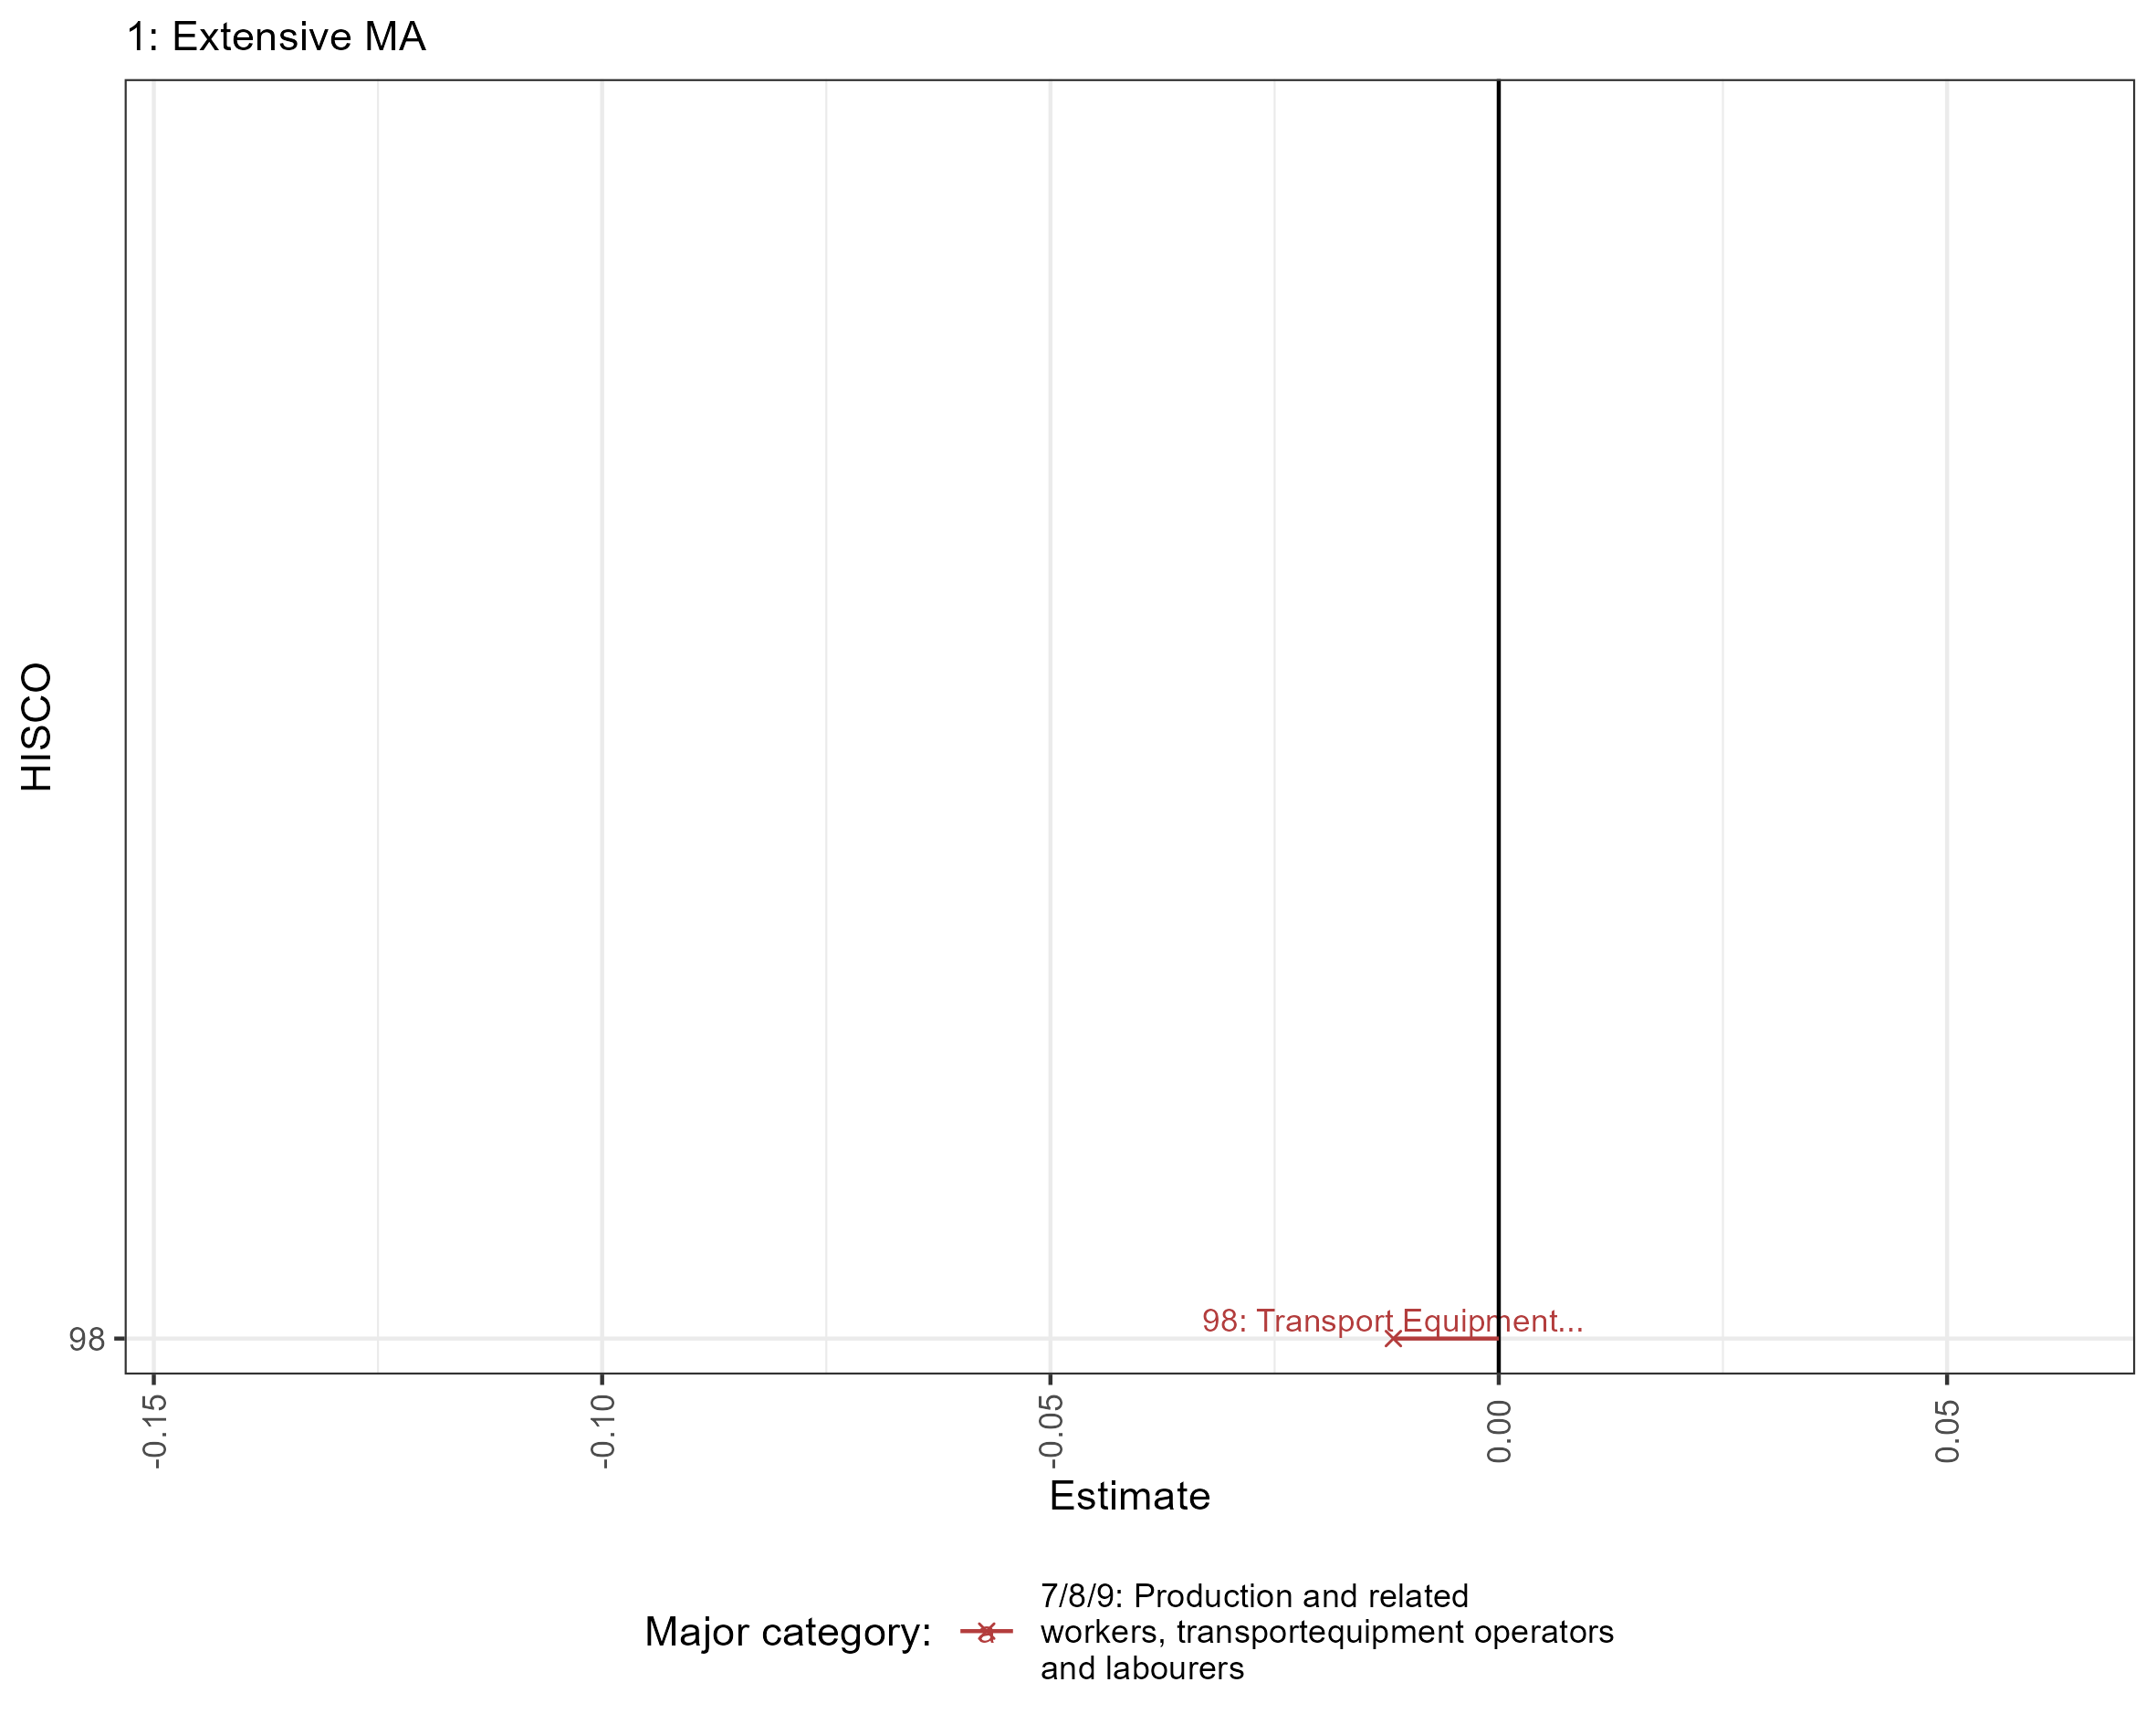 1: Extensive MA
HISCO
98: Transport Equipment...
98
-0.15
-0.10
-0.05
0.00
0.05
Estimate
Major category:
a
7/8/9: Production and related
workers, transportequipment operators
and labourers